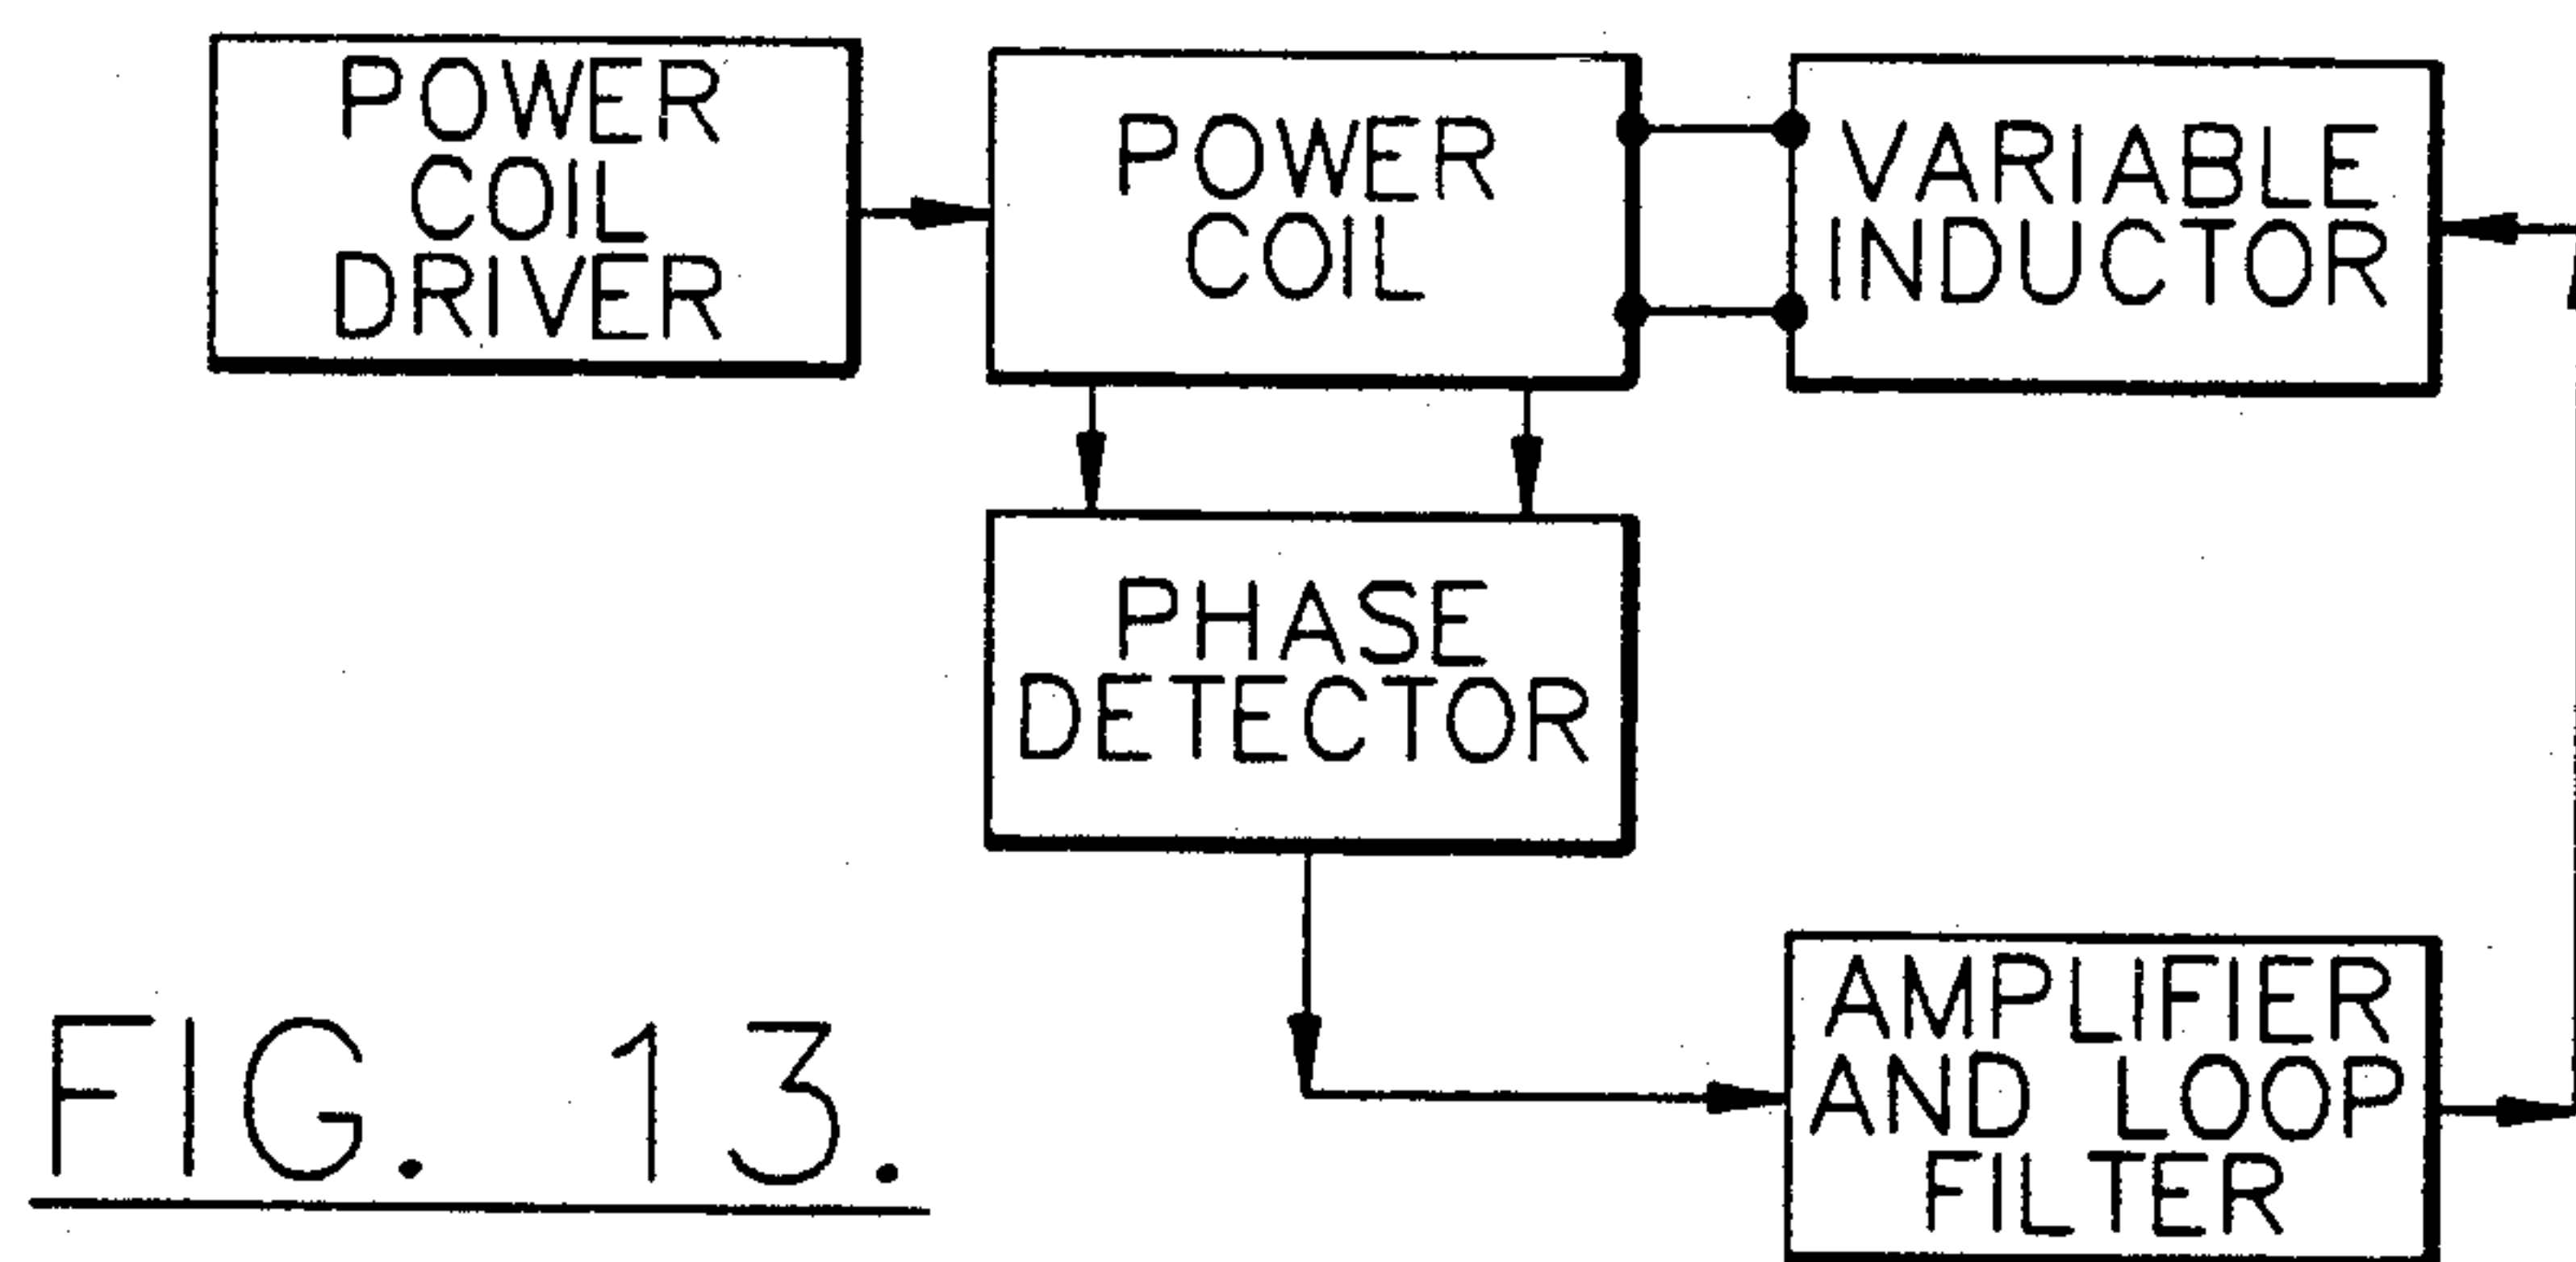 POWER
COIL
DRIVER
POWER
COIL
VARIABLE
INDUCTOR
PHASE
DETECTOR
AMPLIFIER
AND LOOP
FILTER
FIG. 13.